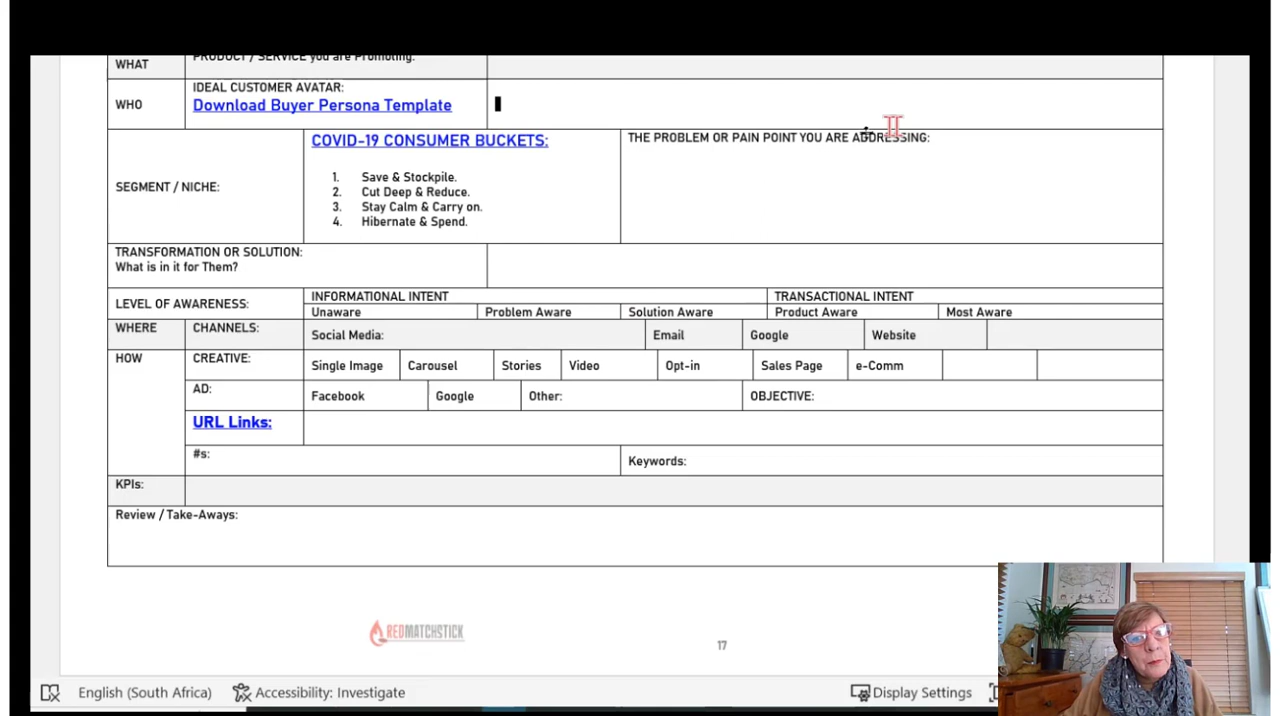 PRODUCT / SERVICE you are Promoting:
WHAT
IDEAL CUSTOMER AVATAR:
WHO
Download Buyer Persona Template
COVID-19 CONSUMER BUCKETS:
THE PROBLEM OR PAIN POINT YOU ARE ADDRESSING:
SEGMENT / NICHE:
1. Save & Stockpile.
2. Cut Deep & Reduce.
3. Stay Calm & Carry on.
4. Hibernate & Spend.
TRANSFORMATION OR SOLUTION:
What is in it for Them?
LEVEL OF AWARENESS:
INFORMATIONAL INTENT
TRANSACTIONAL INTENT
Unaware
Problem Aware
Solution Aware
Product Aware
Most Aware
WHERE
CHANNELS:
Social Media:
Email
Google
Website
HOW
CREATIVE:
Single Image
Carousel
Stories
Video
Opt-in
Sales Page
e-Comm
AD:
Facebook
Google
Other:
OBJECTIVE:
URL Links:
#s:
Keywords:
KPIs:
Review / Take-Aways:
REDMATCHSTICK
17
English (South Africa)
Accessibility: Investigate
Display Settings